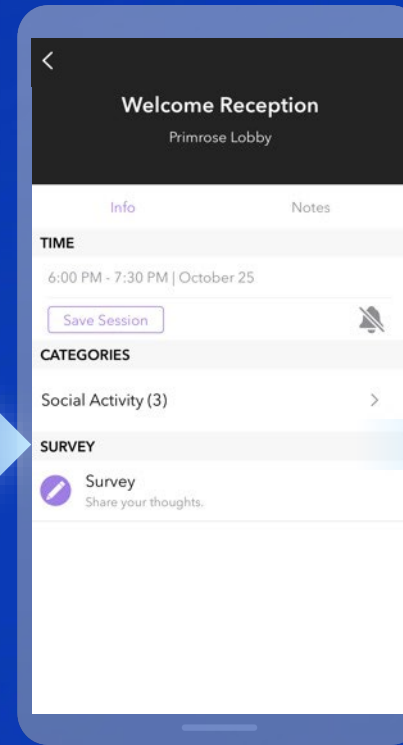 Welcome Reception
Primrose Lobby
Info Notes
TIME
6:00 PM - 7:30 PM | October 25
Save Session
CATEGORIES
Social Activity (3)
SURVEY
Survey
Share your thoughts.